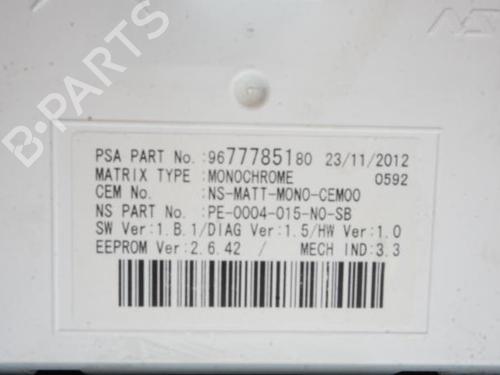 PSA PART No. :9677785180 23/11/2012
MATRIX TYPE :MONOCHROME 0592
CEM No. :NS-MATT-MONO-CEM00
NS PART No. :PE-0004-015-NO-SB
SW Ver:1.B.1/DIAG Ver:1.5/HW Ver:1.0
EEPROM Ver:2.6.42 / MECH IND:3.3
B-PARTS